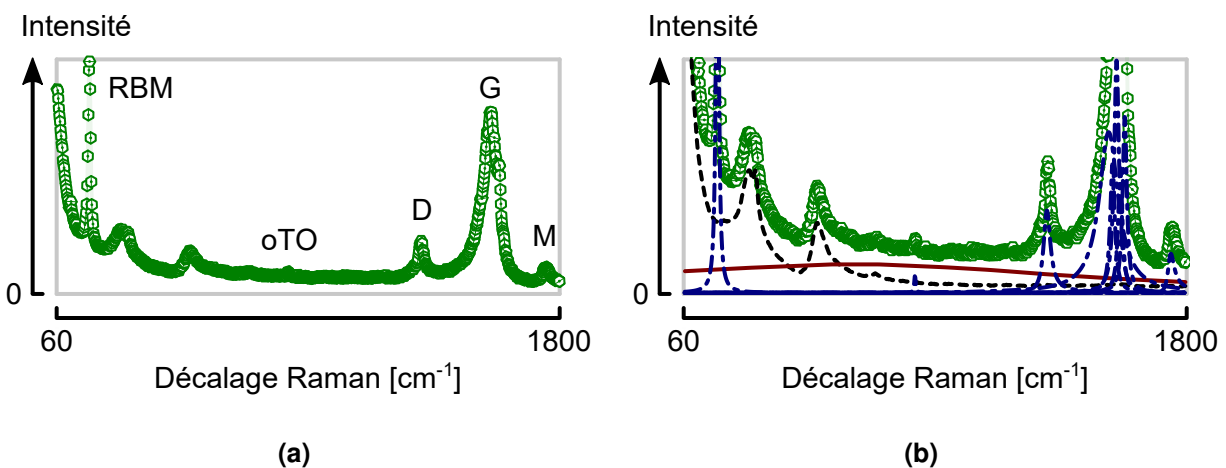 Intensité
RBM
G
D
oTO
M
0
60
1800
Décalage Raman [cm⁻¹]
(a)
Intensité
0
60
1800
Décalage Raman [cm⁻¹]
(b)